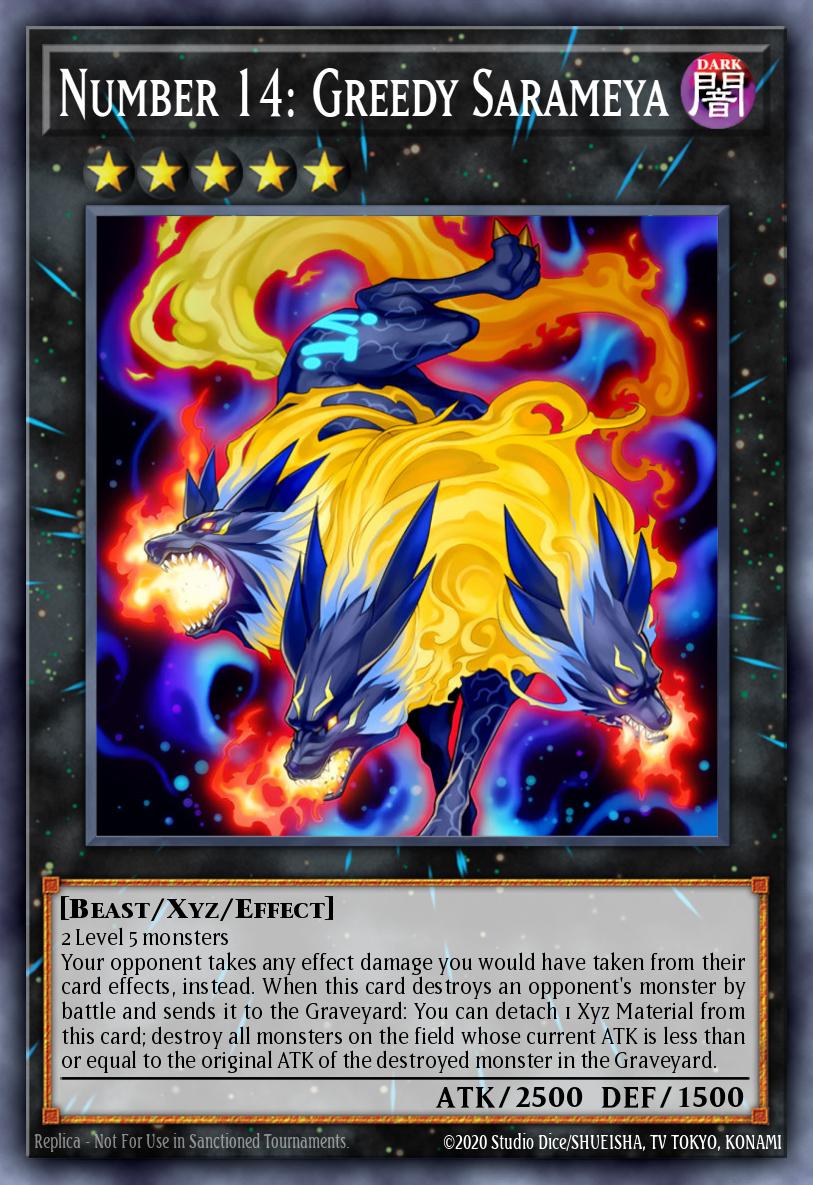 Number 14: Greedy Sarameya
DARK
闇
[Beast/Xyz/Effect]
2 Level 5 monsters
Your opponent takes any effect damage you would have taken from their
card effects, instead. When this card destroys an opponent's monster by
battle and sends it to the Graveyard: You can detach 1 Xyz Material from
this card; destroy all monsters on the field whose current ATK is less than
or equal to the original ATK of the destroyed monster in the Graveyard.
ATK/2500 DEF/1500
Replica - Not For Use in Sanctioned Tournaments.
©2020 Studio Dice/SHUEISHA, TV TOKYO, KONAMI